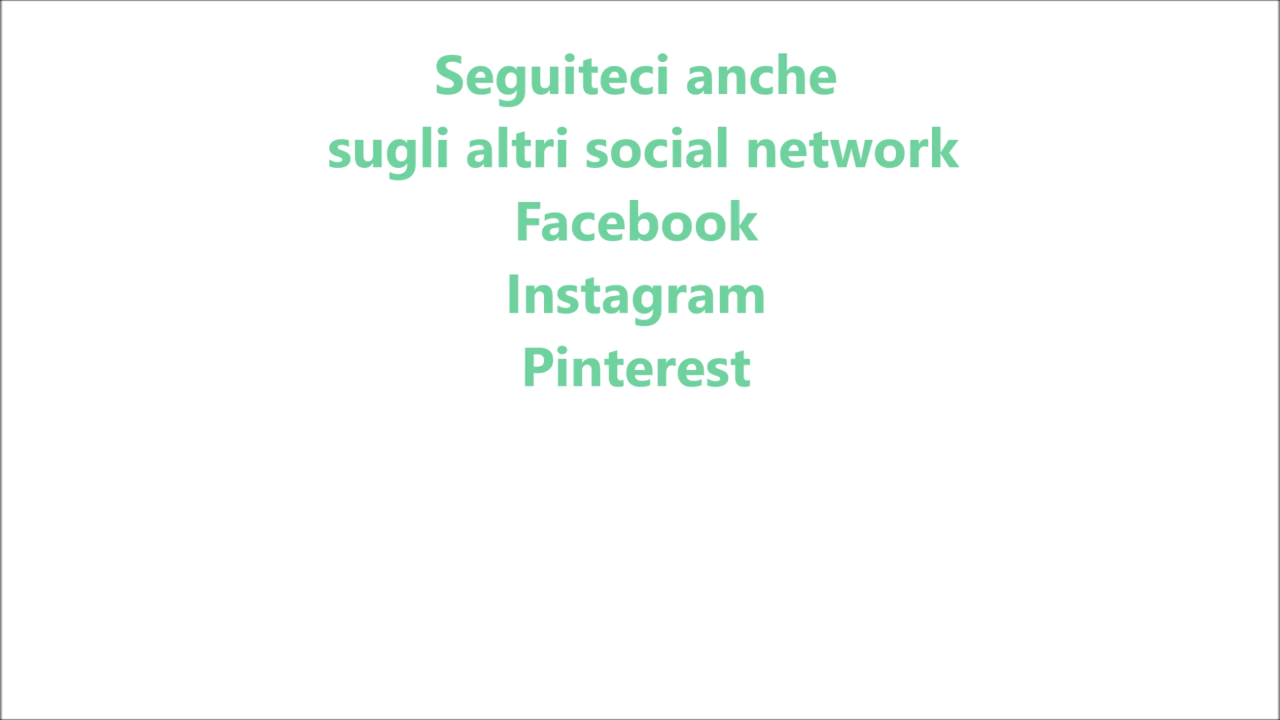 Seguiteci anche
sugli altri social network
Facebook
Instagram
Pinterest